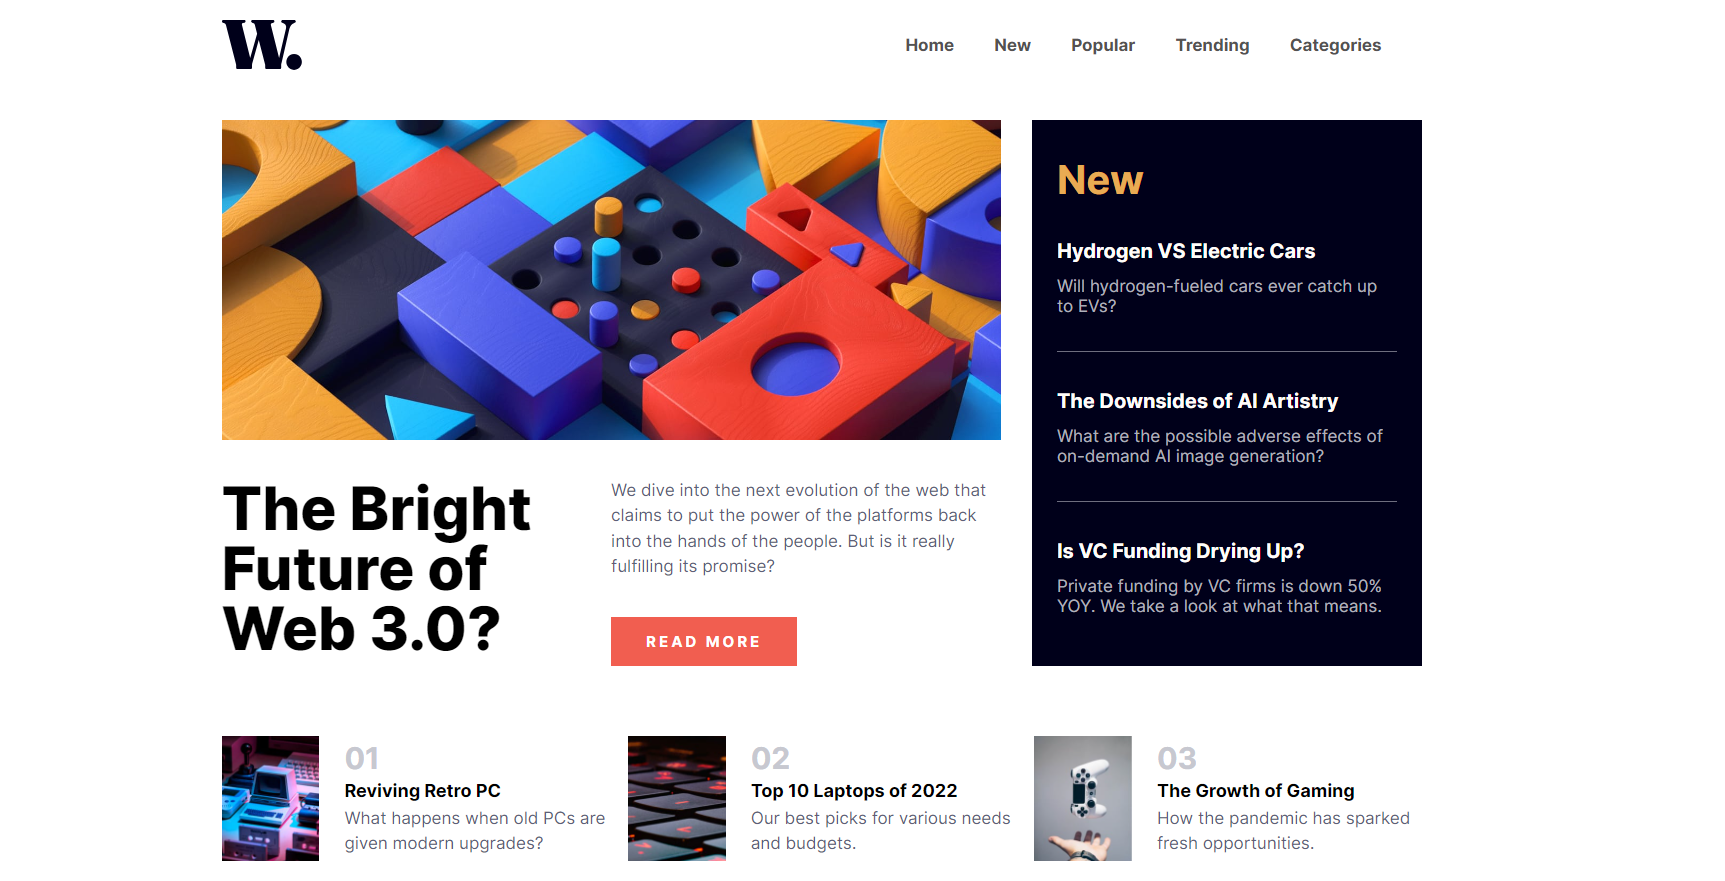 W.
Home New Popular Trending Categories
The Bright
Future of
Web 3.0?
We dive into the next evolution of the web that
claims to put the power of the platforms back
into the hands of the people. But is it really
fulfilling its promise?
READ MORE
New
Hydrogen VS Electric Cars
Will hydrogen-fueled cars ever catch up
to EVs?
The Downsides of AI Artistry
What are the possible adverse effects of
on-demand AI image generation?
Is VC Funding Drying Up?
Private funding by VC firms is down 50%
YOY. We take a look at what that means.
01
Reviving Retro PC
What happens when old PCs are
given modern upgrades?
02
Top 10 Laptops of 2022
Our best picks for various needs
and budgets.
03
The Growth of Gaming
How the pandemic has sparked
fresh opportunities.